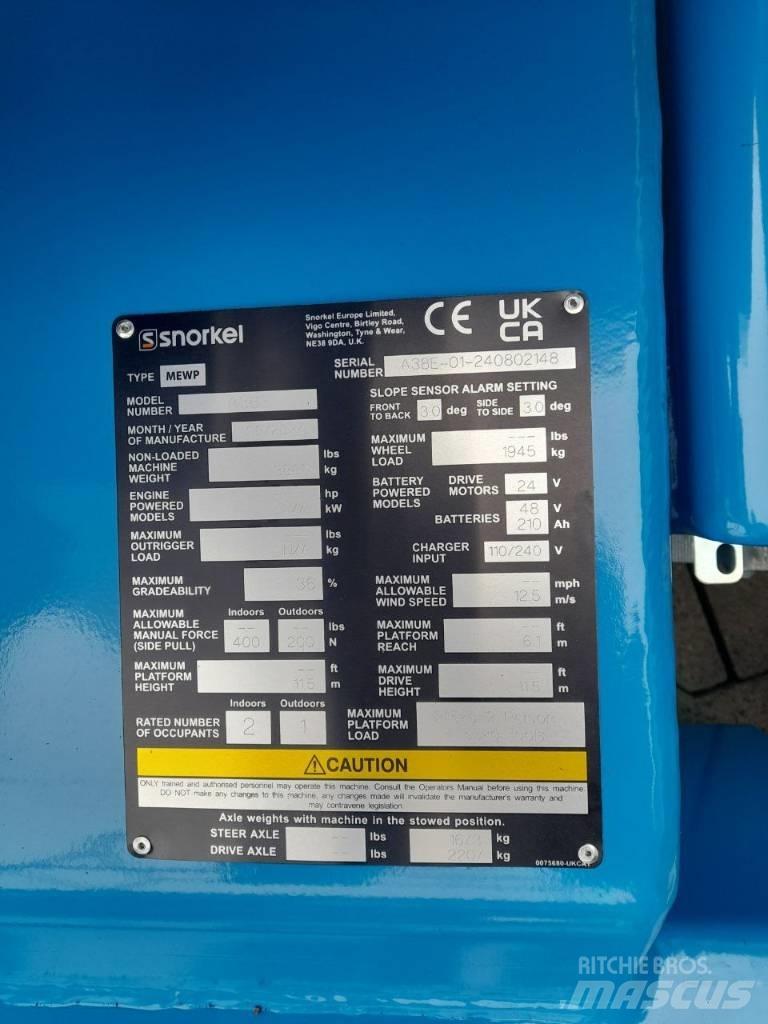 snorkel
Snorkel Europe Limited,
Vigo Centre, Birtley Road,
Washington, Tyne & Wear,
NE38 9DA, U.K.
CE
UK
CA
TYPE MEWP
SERIAL
NUMBER A38E-01-240802148
MODEL
NUMBER
MONTH / YEAR
OF MANUFACTURE
NON-LOADED
MACHINE
WEIGHT
lbs
kg
ENGINE
POWERED
MODELS
hp
kW
MAXIMUM
OUTRIGGER
LOAD
-- lbs
N/A kg
MAXIMUM
GRADEABILITY
%
MAXIMUM
ALLOWABLE
MANUAL FORCE
(SIDE PULL)
Indoors Outdoors
-- -- lbs
400 200 N
MAXIMUM
PLATFORM
HEIGHT
-- ft
11.5 m
Indoors Outdoors
RATED NUMBER
OF OCCUPANTS
2 1
SLOPE SENSOR ALARM SETTING
FRONT
TO BACK 3.0 deg SIDE
TO SIDE 3.0 deg
MAXIMUM
WHEEL
LOAD
--- lbs
1945 kg
BATTERY
POWERED
MODELS
DRIVE
MOTORS 24 V
BATTERIES 48 V
210 Ah
CHARGER
INPUT 110/240 V
MAXIMUM
ALLOWABLE
WIND SPEED
-- mph
12.5 m/s
MAXIMUM
PLATFORM
REACH
-- ft
6.1 m
MAXIMUM
DRIVE
HEIGHT
-- ft
11.5 m
MAXIMUM
PLATFORM
LOAD
CAUTION
ONLY trained and authorised personnel may operate this machine. Consult the Operators Manual before using this machine.
DO NOT make any changes to this machine, any changes made will invalidate the manufacturer's warranty and
may contravene legislation.
Axle weights with machine in the stowed position.
STEER AXLE -- lbs kg
DRIVE AXLE -- lbs 2207 kg
RITCHIE BROS.
MASCUS